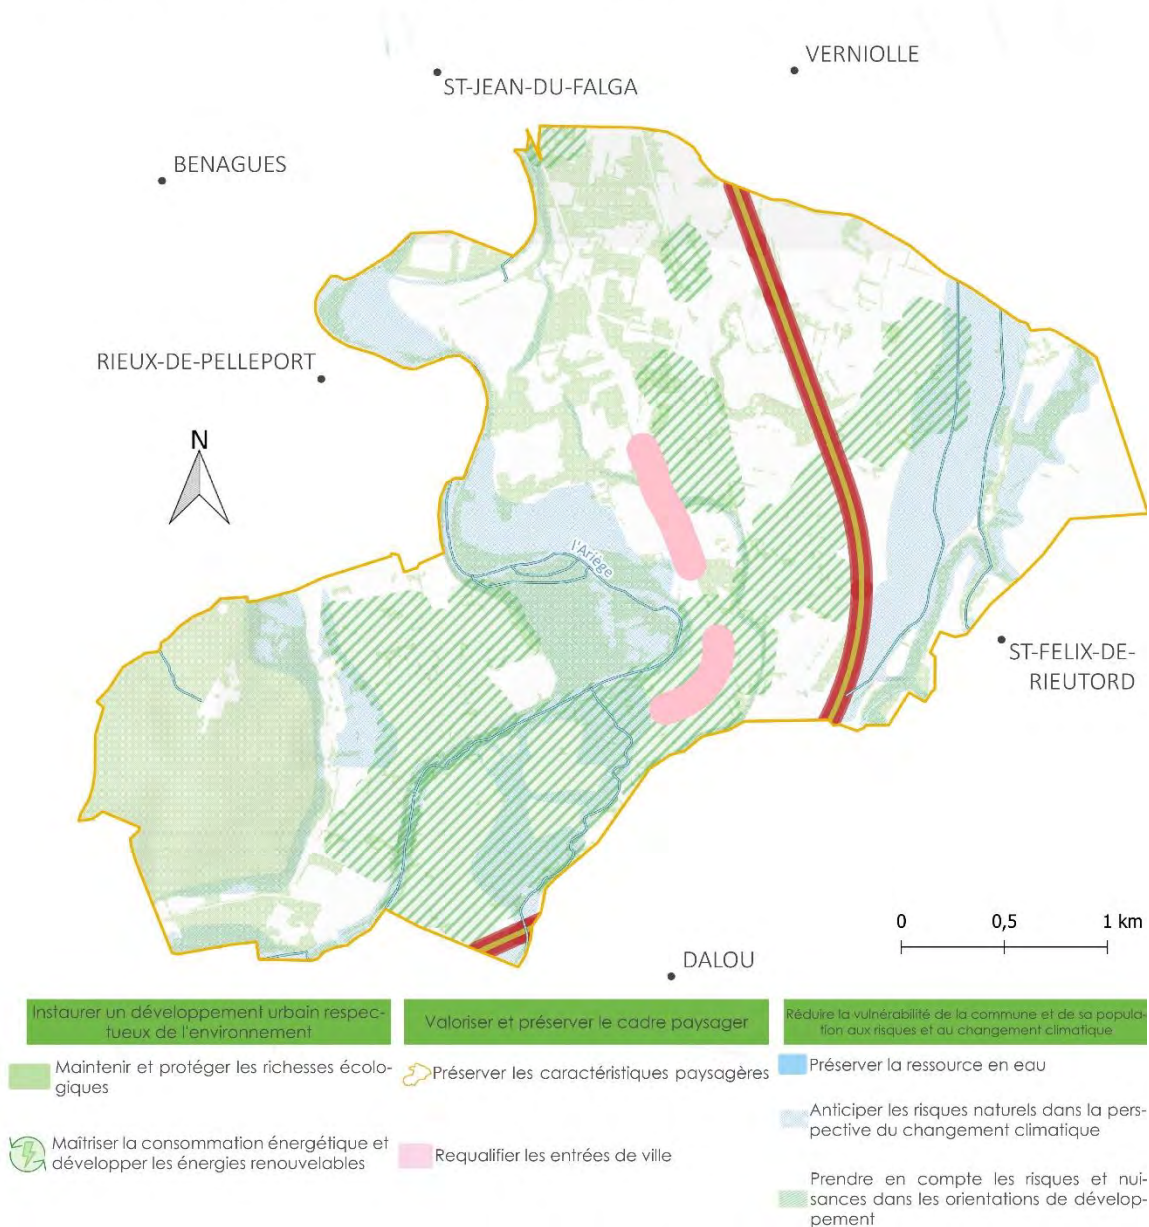 VERNIOLLE
ST-JEAN-DU-FALGA
BENAGUES
RIEUX-DE-PELLEPORT
N
l'Ariège
ST-FELIX-DE-
RIEUTORD
0 0,5 1 km
DALOU
Instaurer un développement urbain respec-
tueux de l'environnement
Maintenir et protéger les richesses écolo-
giques
Maîtriser la consommation énergétique et
développer les énergies renouvelables
Valoriser et préserver le cadre paysager
Préserver les caractéristiques paysagères
Requalifier les entrées de ville
Réduire la vulnérabilité de la commune et de sa popula-
tion aux risques et au changement climatique
Préserver la ressource en eau
Anticiper les risques naturels dans la pers-
pective du changement climatique
Prendre en compte les risques et nui-
sances dans les orientations de dévelop-
pement